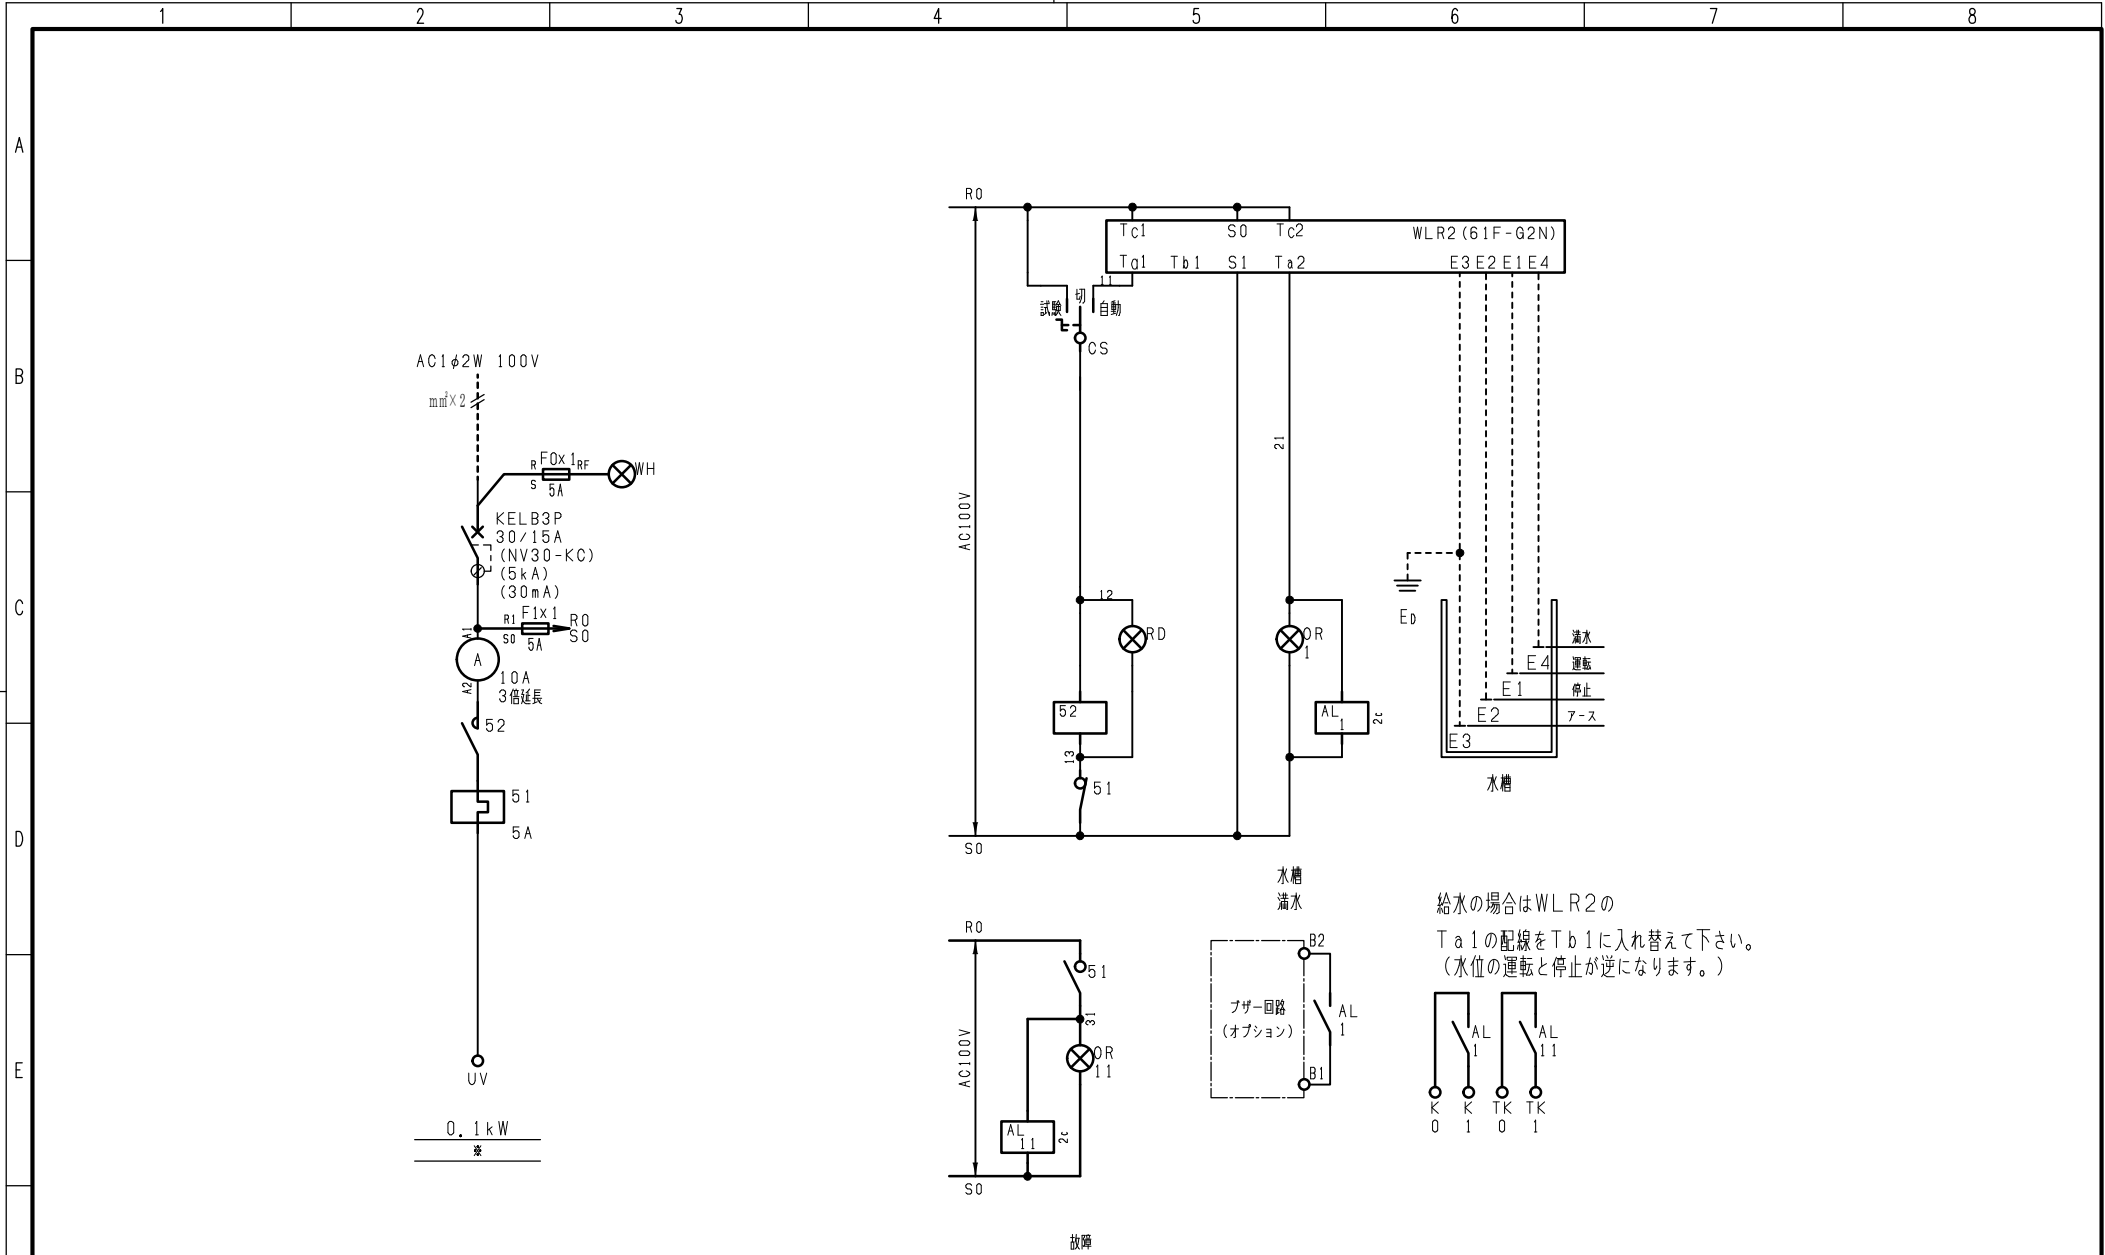 1 2 3 4 5 6 7 8
A
B
C
D
E
AC1φ2W 100V
mm²×2
R F0x1 RF
S 5A
WH
KELB3P
30/15A
(NV30-KC)
(5kA)
(30mA)
R1 F1x1 R0
S0 5A S0
A1
A
A2
10A
3倍延長
52
51
5A
UV
0.1kW
※
R0
Tc1 S0 Tc2 WLR2(61F-G2N)
Ta1 Tb1 S1 Ta2 E3 E2 E1 E4
11
試験 切 自動
CS
21
AC100V
12
RD
OR
1
52
AL
1
2c
13
51
S0
ED
満水
E4 運転
E1 停止
E2 アース
E3
水槽
水槽
満水
R0
51
31
AC100V
OR
11
AL
11
2c
S0
故障
B2
ブザー回路
(オプション)
AL
1
B1
給水の場合はWLR2の
Ta1の配線をTb1に入れ替えて下さい。
(水位の運転と停止が逆になります。)
AL
1
AL
11
K K TK TK
0 1 0 1